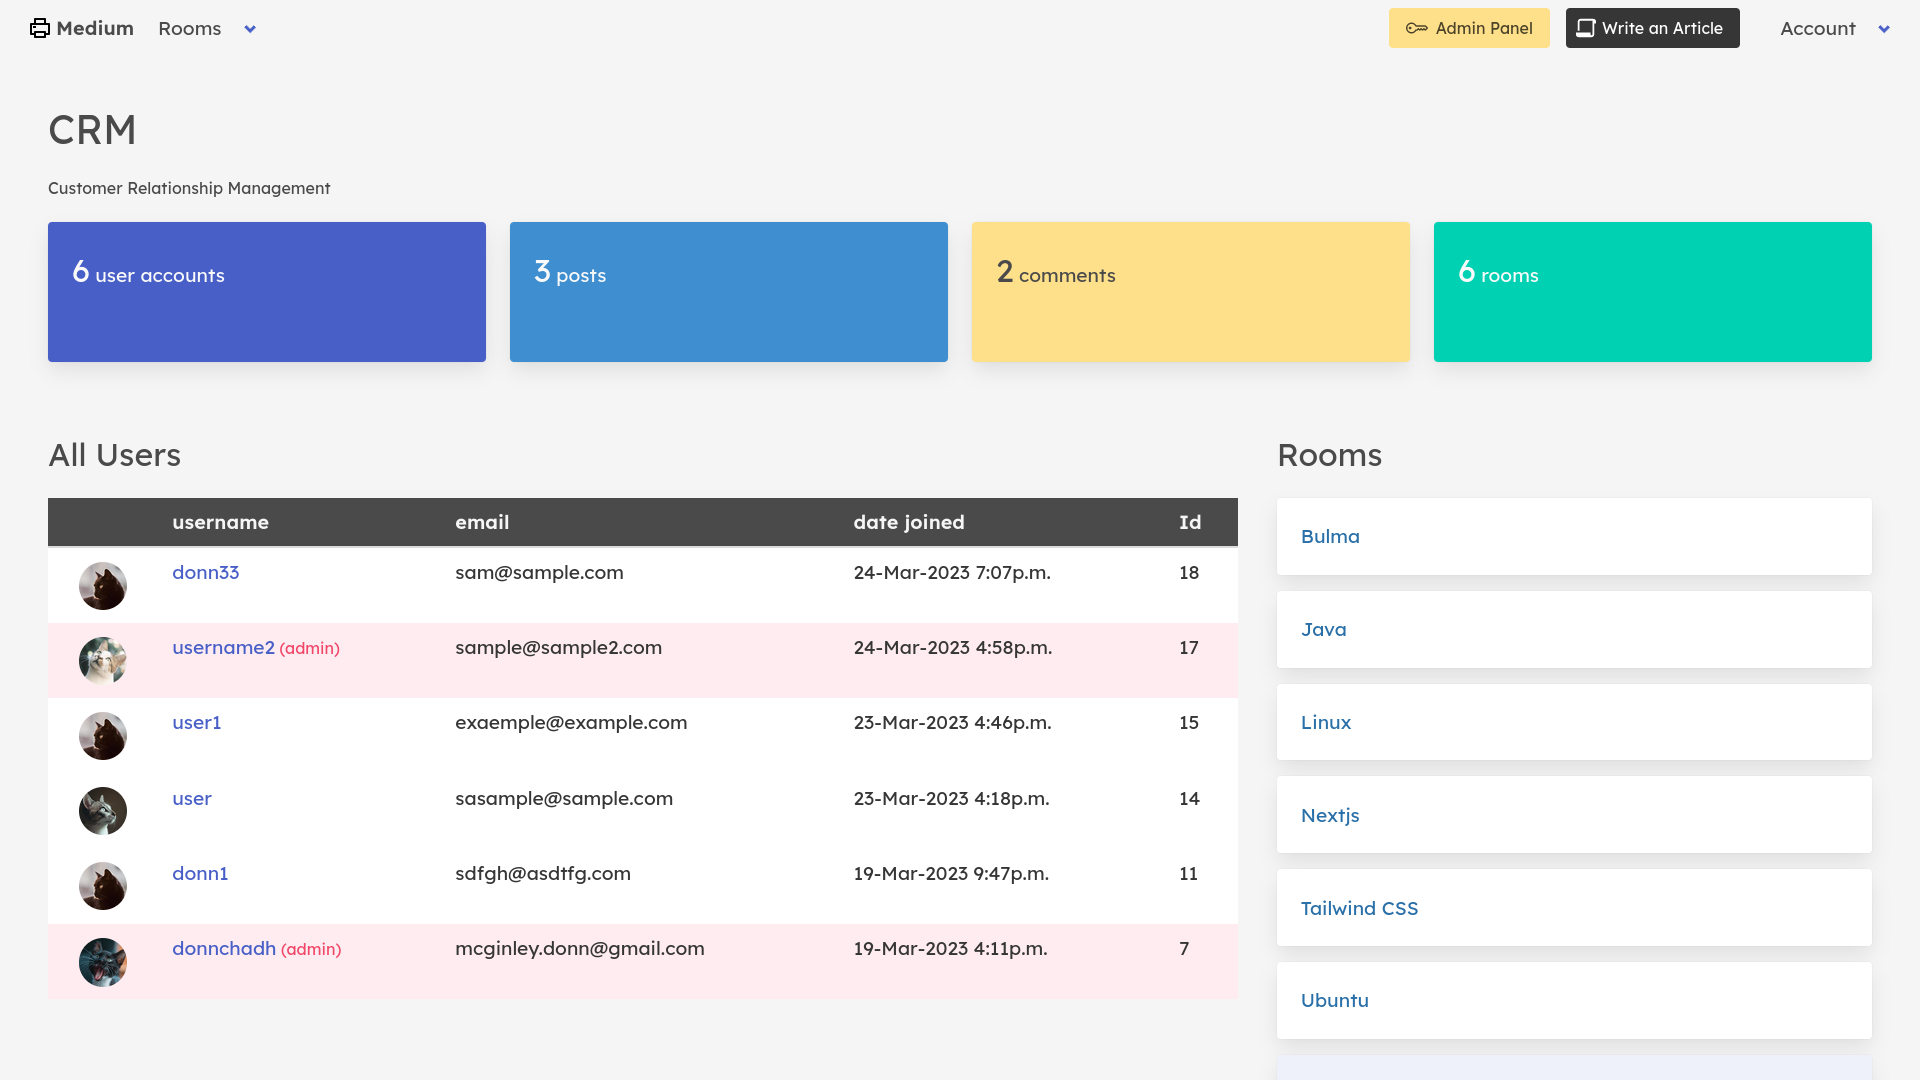 Medium Rooms Admin Panel Write an Article Account
CRM
Customer Relationship Management
6 user accounts
3 posts
2 comments
6 rooms
All Users
username email date joined Id
donn33 sam@sample.com 24-Mar-2023 7:07p.m. 18
username2 (admin) sample@sample2.com 24-Mar-2023 4:58p.m. 17
user1 exaemple@example.com 23-Mar-2023 4:46p.m. 15
user sasample@sample.com 23-Mar-2023 4:18p.m. 14
donn1 sdfgh@asdtfg.com 19-Mar-2023 9:47p.m. 11
donnchadh (admin) mcginley.donn@gmail.com 19-Mar-2023 4:11p.m. 7
Rooms
Bulma
Java
Linux
Nextjs
Tailwind CSS
Ubuntu